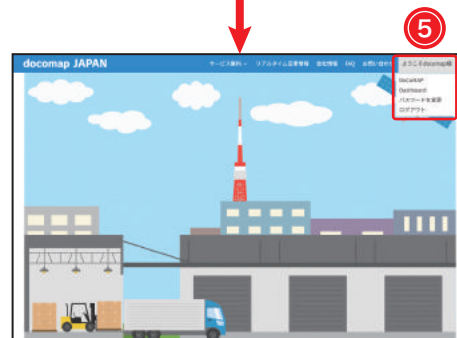 5
docomap JAPAN
サービス案内 リアルタイム空車情報 会社情報 FAQ お問い合わせ ようこそdocomap様
DoCoMAP
Dashboard
パスワードを変更
ログアウト